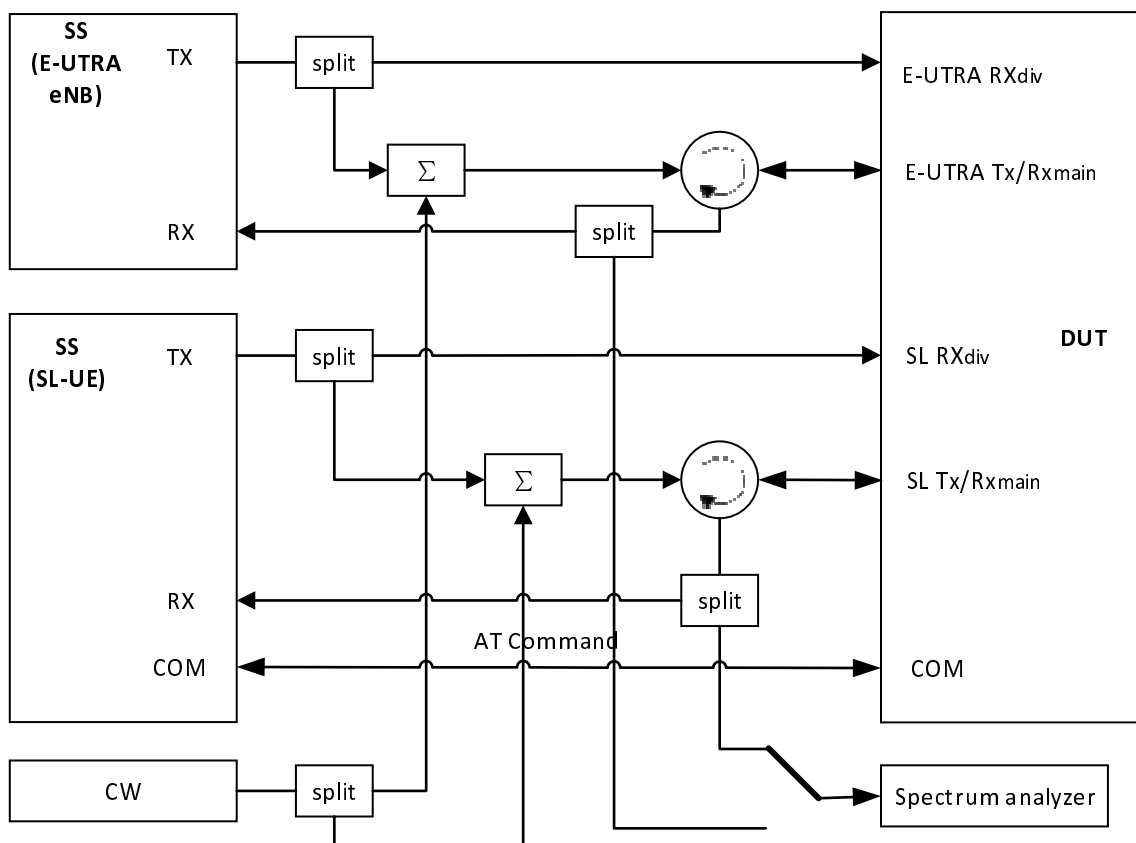 SS
(E-UTRA
eNB)
TX
split
E-UTRA RXdiv
Σ
E-UTRA Tx/Rxmain
RX
split
SS
(SL-UE)
TX
split
SL RXdiv
DUT
Σ
SL Tx/Rxmain
RX
split
AT Command
COM
COM
CW
split
Spectrum analyzer